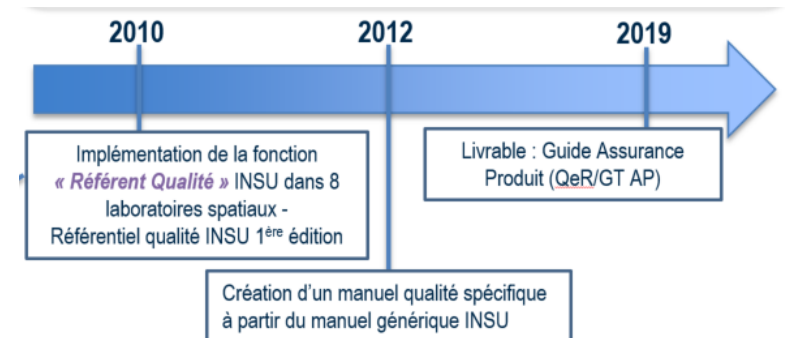 2010
2012
2019
Implémentation de la fonction
« Référent Qualité » INSU dans 8
laboratoires spatiaux -
Référentiel qualité INSU 1ère édition
Livrable : Guide Assurance
Produit (QeR/GT AP)
Création d'un manuel qualité spécifique
à partir du manuel générique INSU